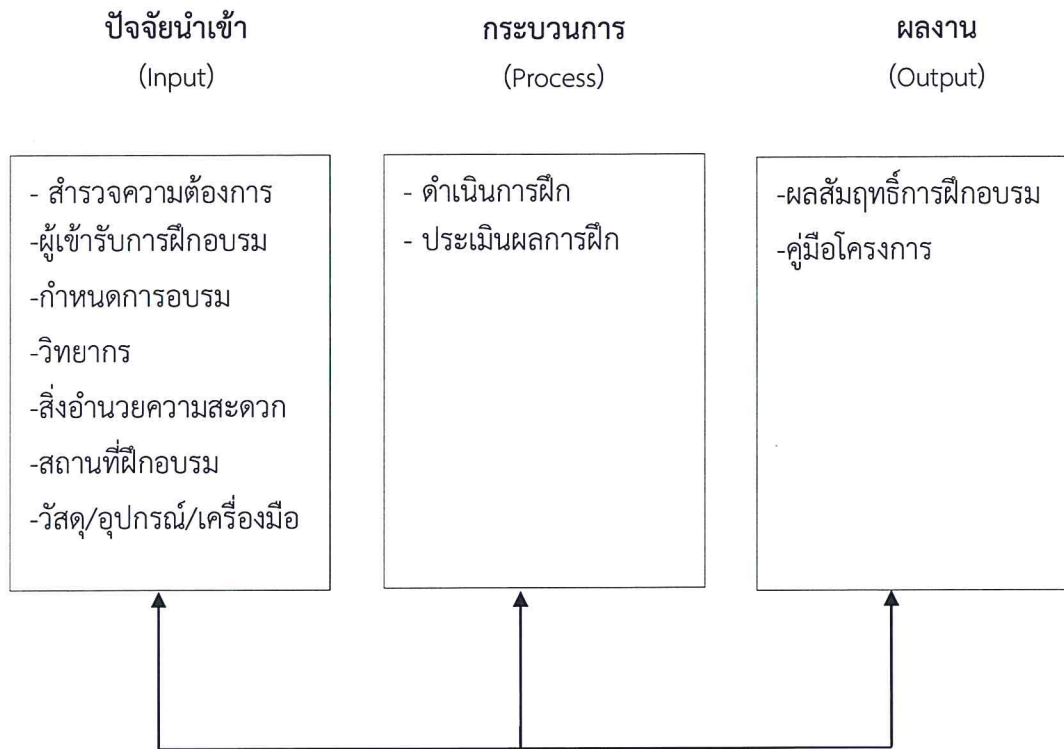 ปัจจัยนำเข้า
(Input)
- สำรวจความต้องการ
-ผู้เข้ารับการฝึกอบรม
-กำหนดการอบรม
-วิทยากร
-สิ่งอำนวยความสะดวก
-สถานที่ฝึกอบรม
-วัสดุ/อุปกรณ์/เครื่องมือ
กระบวนการ
(Process)
- ดำเนินการฝึก
- ประเมินผลการฝึก
ผลงาน
(Output)
-ผลสัมฤทธิ์การฝึกอบรม
-คู่มือโครงการ